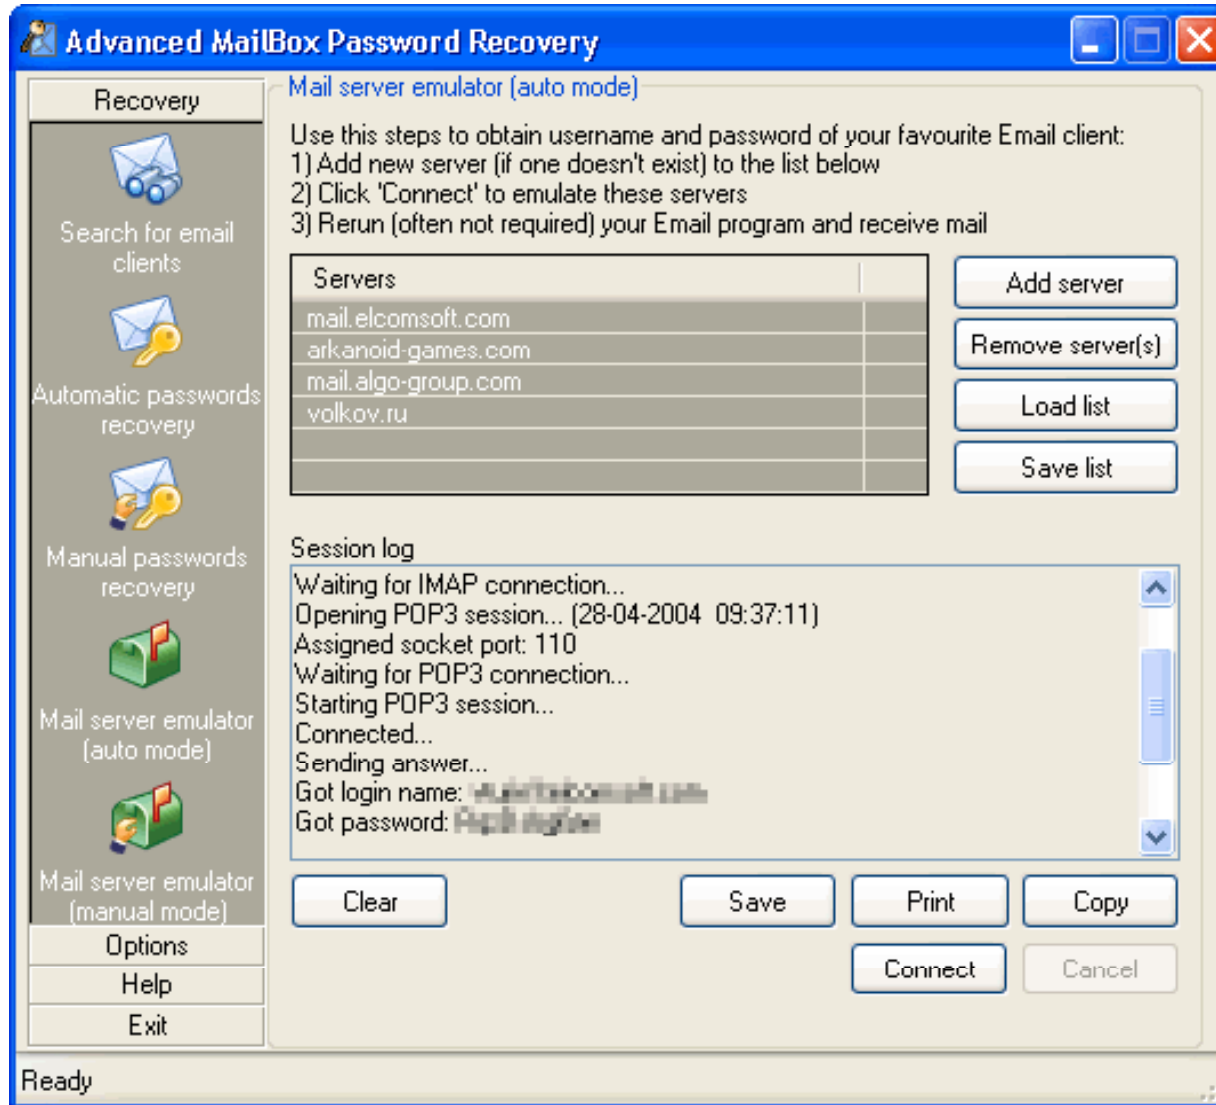 Advanced MailBox Password Recovery
Recovery
Search for email
clients
Automatic passwords
recovery
Manual passwords
recovery
Mail server emulator
(auto mode)
Mail server emulator
(manual mode)
Options
Help
Exit
Mail server emulator (auto mode)
Use this steps to obtain username and password of your favourite Email client:
1) Add new server (if one doesn't exist) to the list below
2) Click 'Connect' to emulate these servers
3) Rerun (often not required) your Email program and receive mail
Servers
mail.elcomsoft.com
arkanoid-games.com
mail.algo-group.com
volkov.ru
Add server
Remove server(s)
Load list
Save list
Session log
Waiting for IMAP connection...
Opening POP3 session... (28-04-2004 09:37:11)
Assigned socket port: 110
Waiting for POP3 connection...
Starting POP3 session...
Connected...
Sending answer...
Got login name:
Got password:
Clear
Save
Print
Copy
Connect
Cancel
Ready